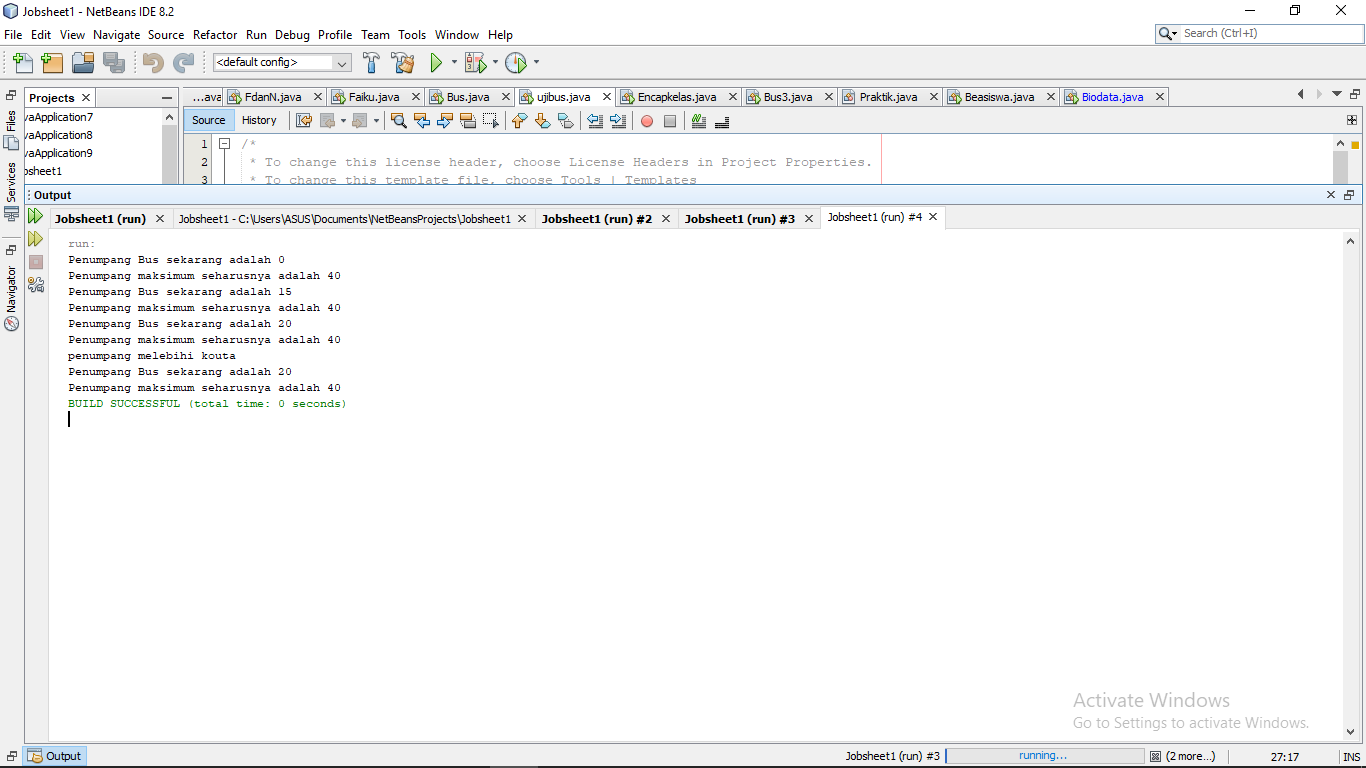 Jobsheet1 - NetBeans IDE 8.2
File Edit View Navigate Source Refactor Run Debug Profile Team Tools Window Help
Search (Ctrl+I)
<default config>
Projects
...ava FdanN.java Faiku.java Bus.java ujibus.java Encapkelas.java Bus3.java Praktik.java Beasiswa.java Biodata.java
Files
Services
Navigator
vaApplication7
vaApplication8
vaApplication9
bsheet1
Source History
1 /*
2 * To change this license header, choose License Headers in Project Properties.
3 * To change this template file, choose Tools | Templates
Output
Jobsheet1 (run) Jobsheet1 - C:\Users\ASUS\Documents\NetBeansProjects\Jobsheet1 Jobsheet1 (run) #2 Jobsheet1 (run) #3 Jobsheet1 (run) #4
run:
Penumpang Bus sekarang adalah 0
Penumpang maksimum seharusnya adalah 40
Penumpang Bus sekarang adalah 15
Penumpang maksimum seharusnya adalah 40
Penumpang Bus sekarang adalah 20
Penumpang maksimum seharusnya adalah 40
penumpang melebihi kouta
Penumpang Bus sekarang adalah 20
Penumpang maksimum seharusnya adalah 40
BUILD SUCCESSFUL (total time: 0 seconds)
Activate Windows
Go to Settings to activate Windows.
Output
Jobsheet1 (run) #3 running... (2 more...) 27:17 INS